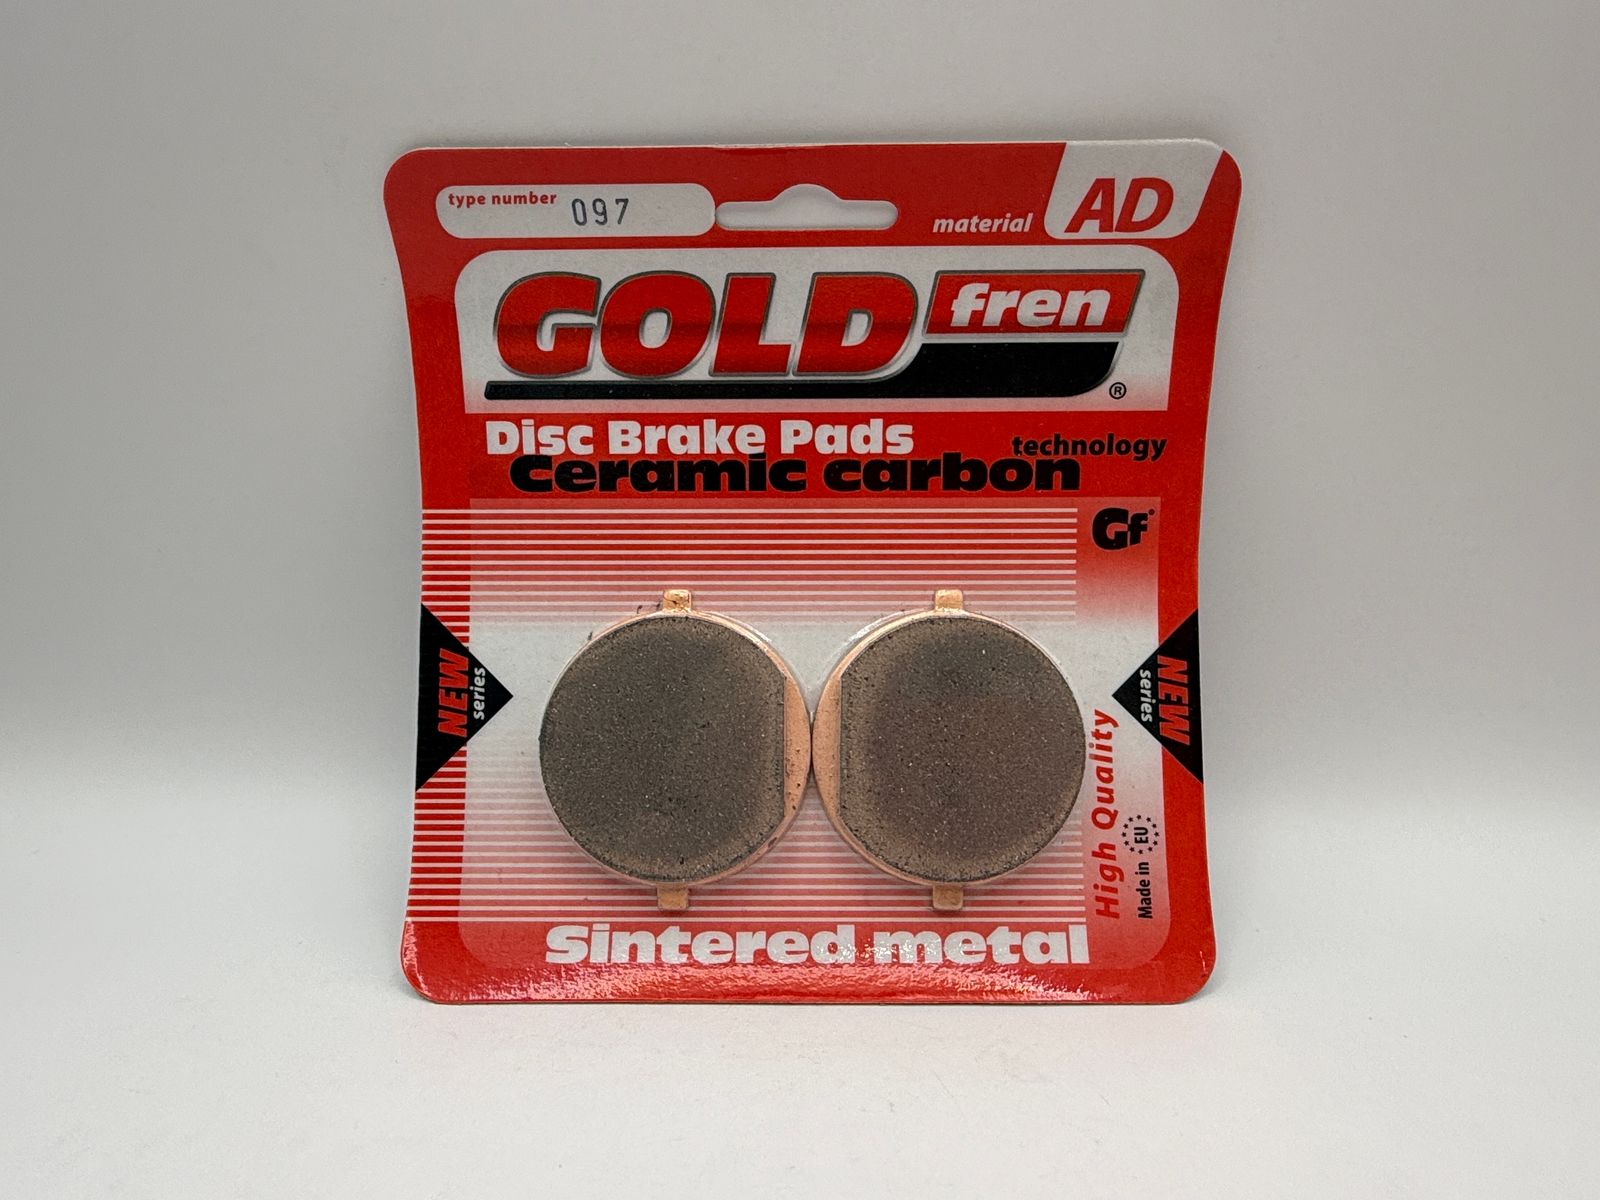 type number 097
material AD
GOLD fren
®
Disc Brake Pads
technology
Ceramic carbon
Gf
NEW
series
NEW
series
High Quality
Made in EU
Sintered metal